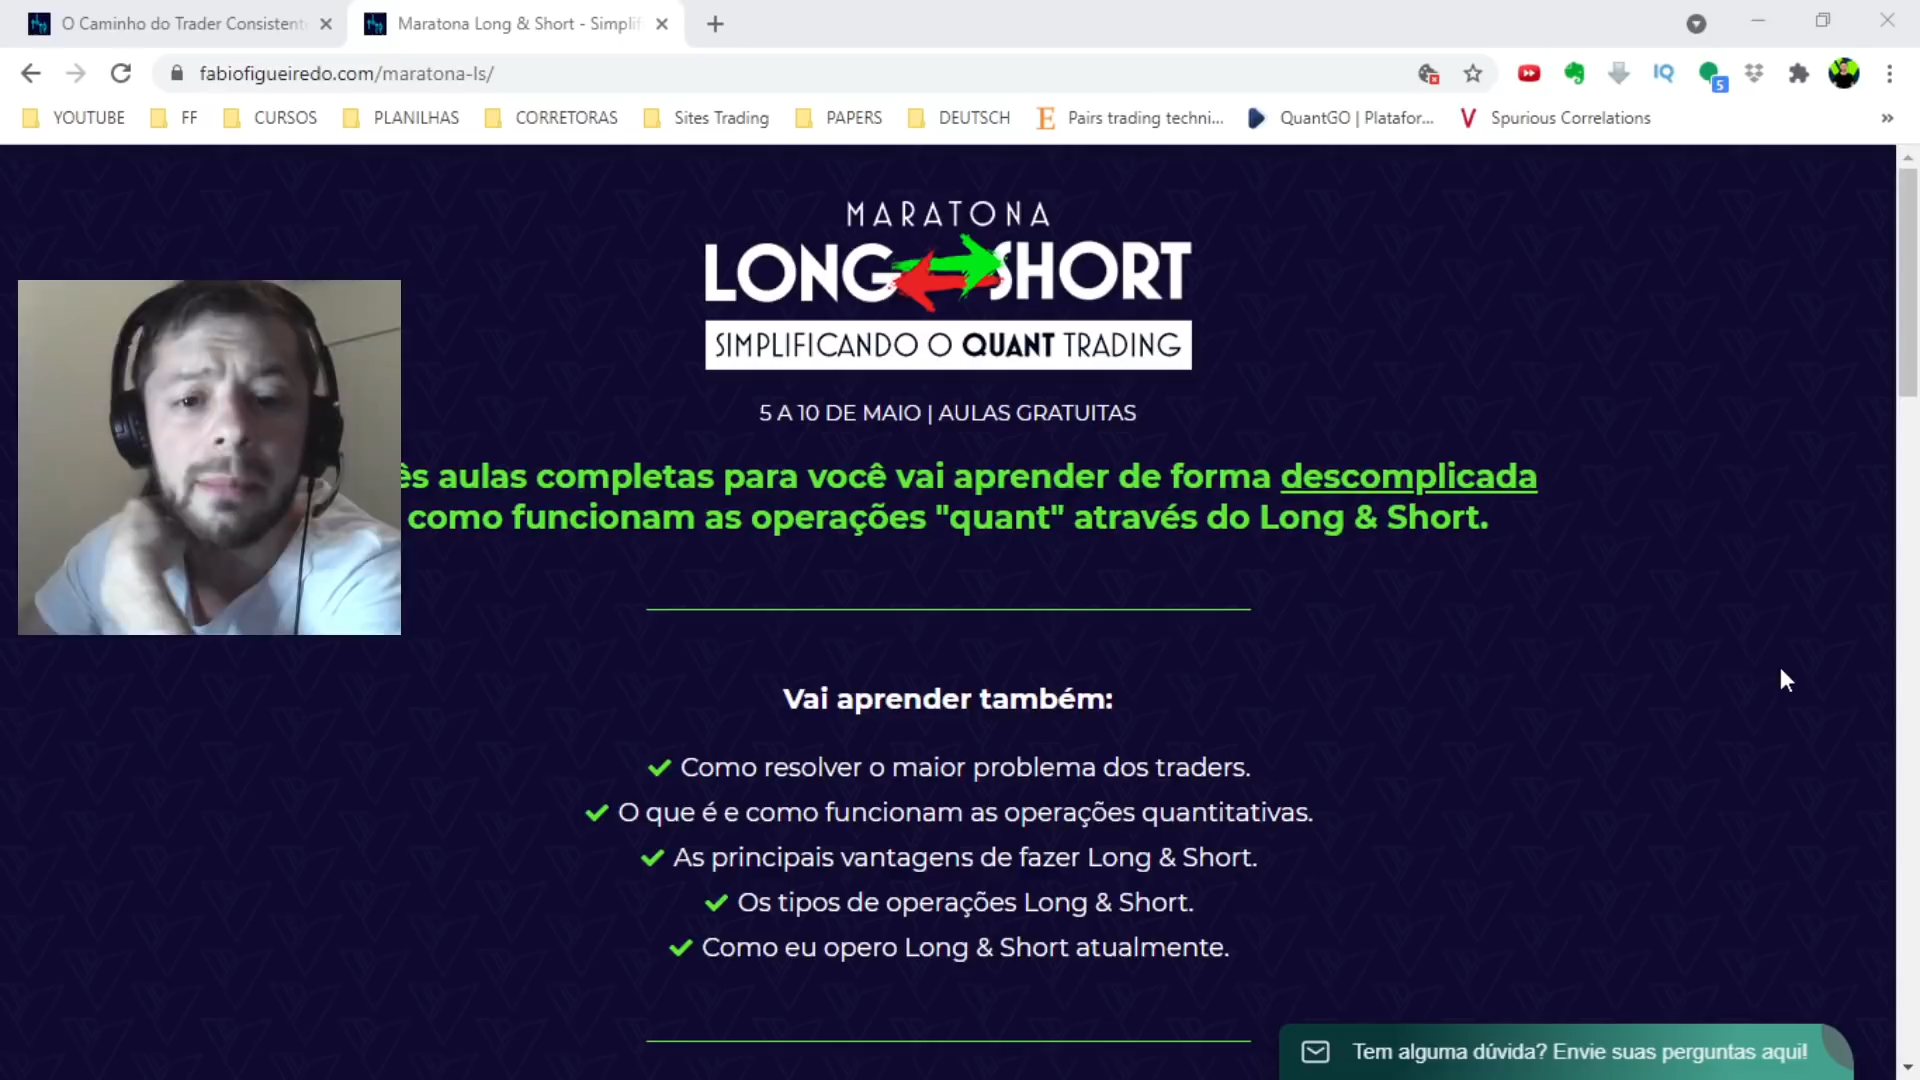 O Caminho do Trader Consistent
Maratona Long & Short - Simplif
fabiofigueiredo.com/maratona-ls/
IQ
5
YOUTUBE
FF
CURSOS
PLANILHAS
CORRETORAS
Sites Trading
PAPERS
DEUTSCH
E
Pairs trading techni...
QuantGO | Platafor...
V
Spurious Correlations
»
MARATONA
LONG SHORT
SIMPLIFICANDO O QUANT TRADING
5 A 10 DE MAIO | AULAS GRATUITAS
ês aulas completas para você vai aprender de forma descomplicada
como funcionam as operações "quant" através do Long & Short.
Vai aprender também:
Como resolver o maior problema dos traders.
O que é e como funcionam as operações quantitativas.
As principais vantagens de fazer Long & Short.
Os tipos de operações Long & Short.
Como eu opero Long & Short atualmente.
Tem alguma dúvida? Envie suas perguntas aqui!